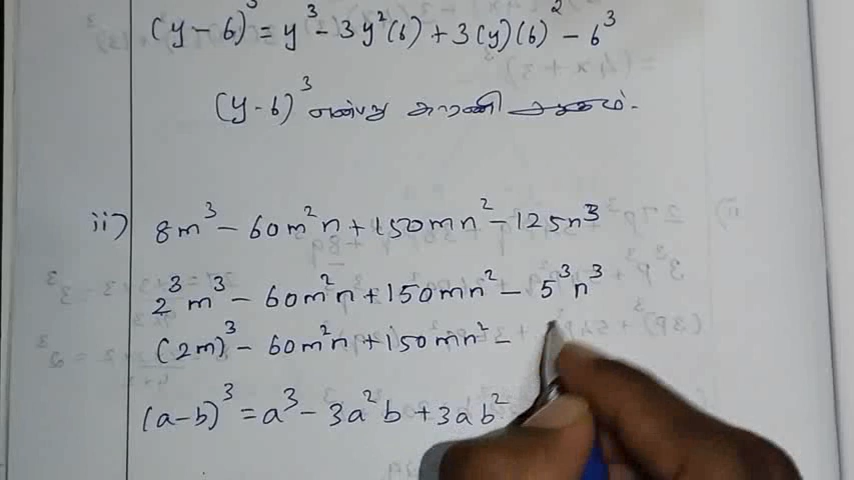 (y - 6)³ = y³ - 3y²(6) + 3(y)(6)² - 6³
(y - 6)³ என்பது காரணி
ii) 8m³ - 60m²n + 150mn² - 125n³
2³m³ - 60m²n + 150mn² - 5³n³
(2m)³ - 60m²n + 150mn² -
(a-b)³ = a³ - 3a²b + 3ab²